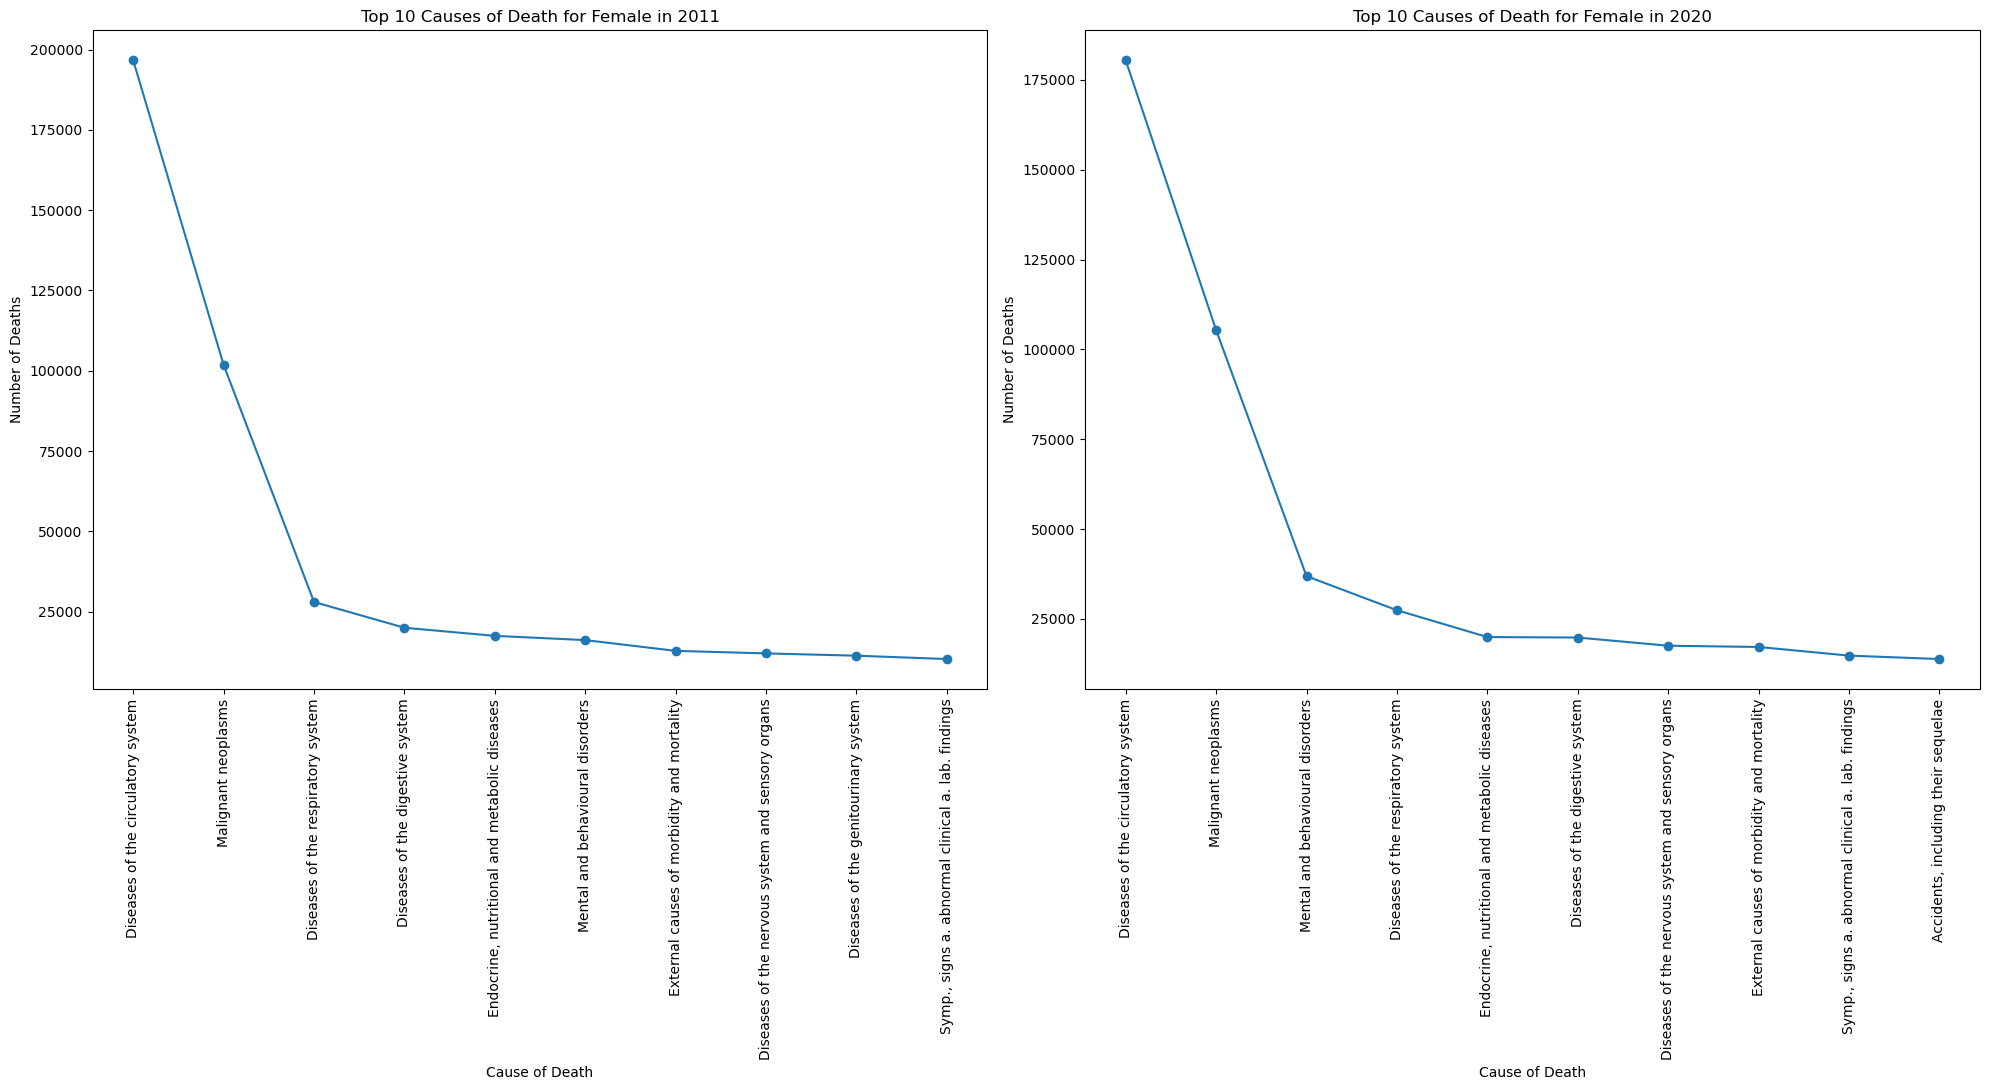 Top 10 Causes of Death for Female in 2011
Number of Deaths
200000
175000
150000
125000
100000
75000
50000
25000
Diseases of the circulatory system
Malignant neoplasms
Diseases of the respiratory system
Diseases of the digestive system
Endocrine, nutritional and metabolic diseases
Mental and behavioural disorders
External causes of morbidity and mortality
Diseases of the nervous system and sensory organs
Diseases of the genitourinary system
Symp., signs a. abnormal clinical a. lab. findings
Cause of Death
Top 10 Causes of Death for Female in 2020
Number of Deaths
175000
150000
125000
100000
75000
50000
25000
Diseases of the circulatory system
Malignant neoplasms
Mental and behavioural disorders
Diseases of the respiratory system
Endocrine, nutritional and metabolic diseases
Diseases of the digestive system
Diseases of the nervous system and sensory organs
External causes of morbidity and mortality
Symp., signs a. abnormal clinical a. lab. findings
Accidents, including their sequelae
Cause of Death